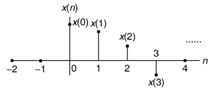 x(n)
x(0)
x(1)
x(2)
......
3
−2 −1 0 1 2 4 n
x(3)